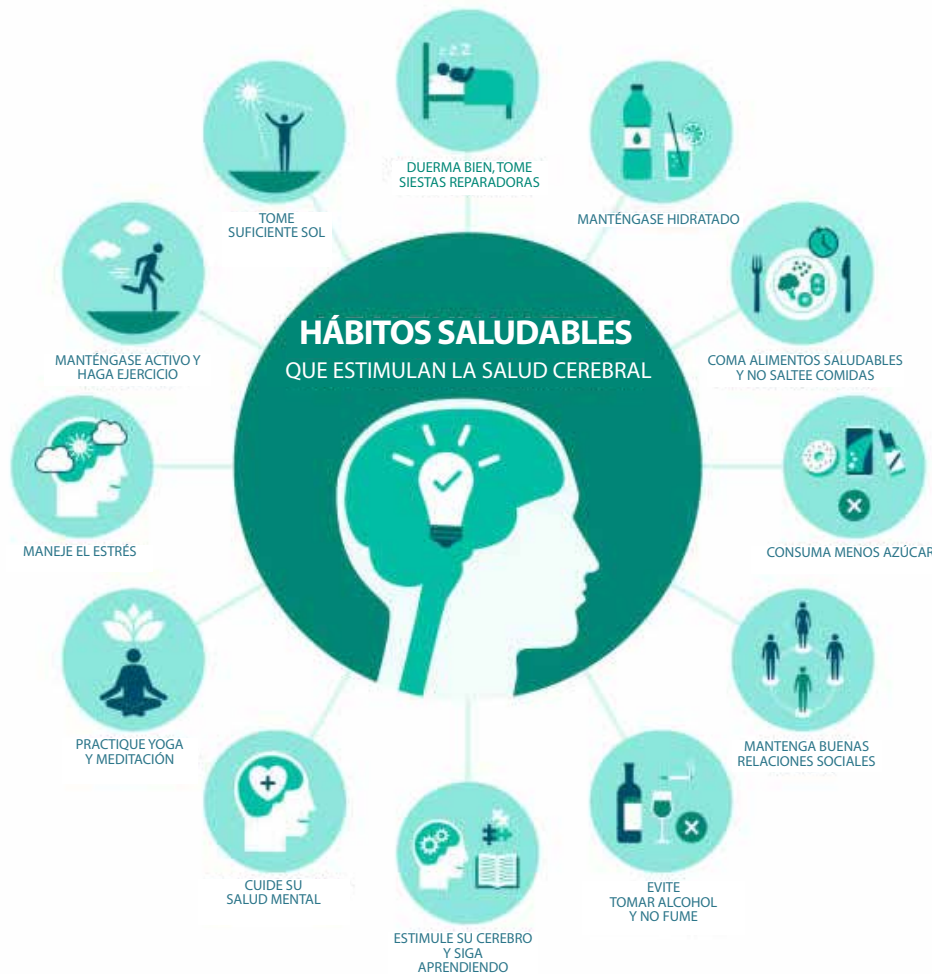 HÁBITOS SALUDABLES
QUE ESTIMULAN LA SALUD CEREBRAL
DUERMA BIEN, TOME
SIESTAS REPARADORAS
MANTÉNGASE HIDRATADO
COMA ALIMENTOS SALUDABLES
Y NO SALTEE COMIDAS
CONSUMA MENOS AZÚCAR
MANTENGA BUENAS
RELACIONES SOCIALES
EVITE
TOMAR ALCOHOL
Y NO FUME
ESTIMULE SU CEREBRO
Y SIGA
APRENDIENDO
CUIDE SU
SALUD MENTAL
PRACTIQUE YOGA
Y MEDITACIÓN
MANEJE EL ESTRÉS
MANTÉNGASE ACTIVO Y
HAGA EJERCICIO
TOME
SUFICIENTE SOL
z z Z